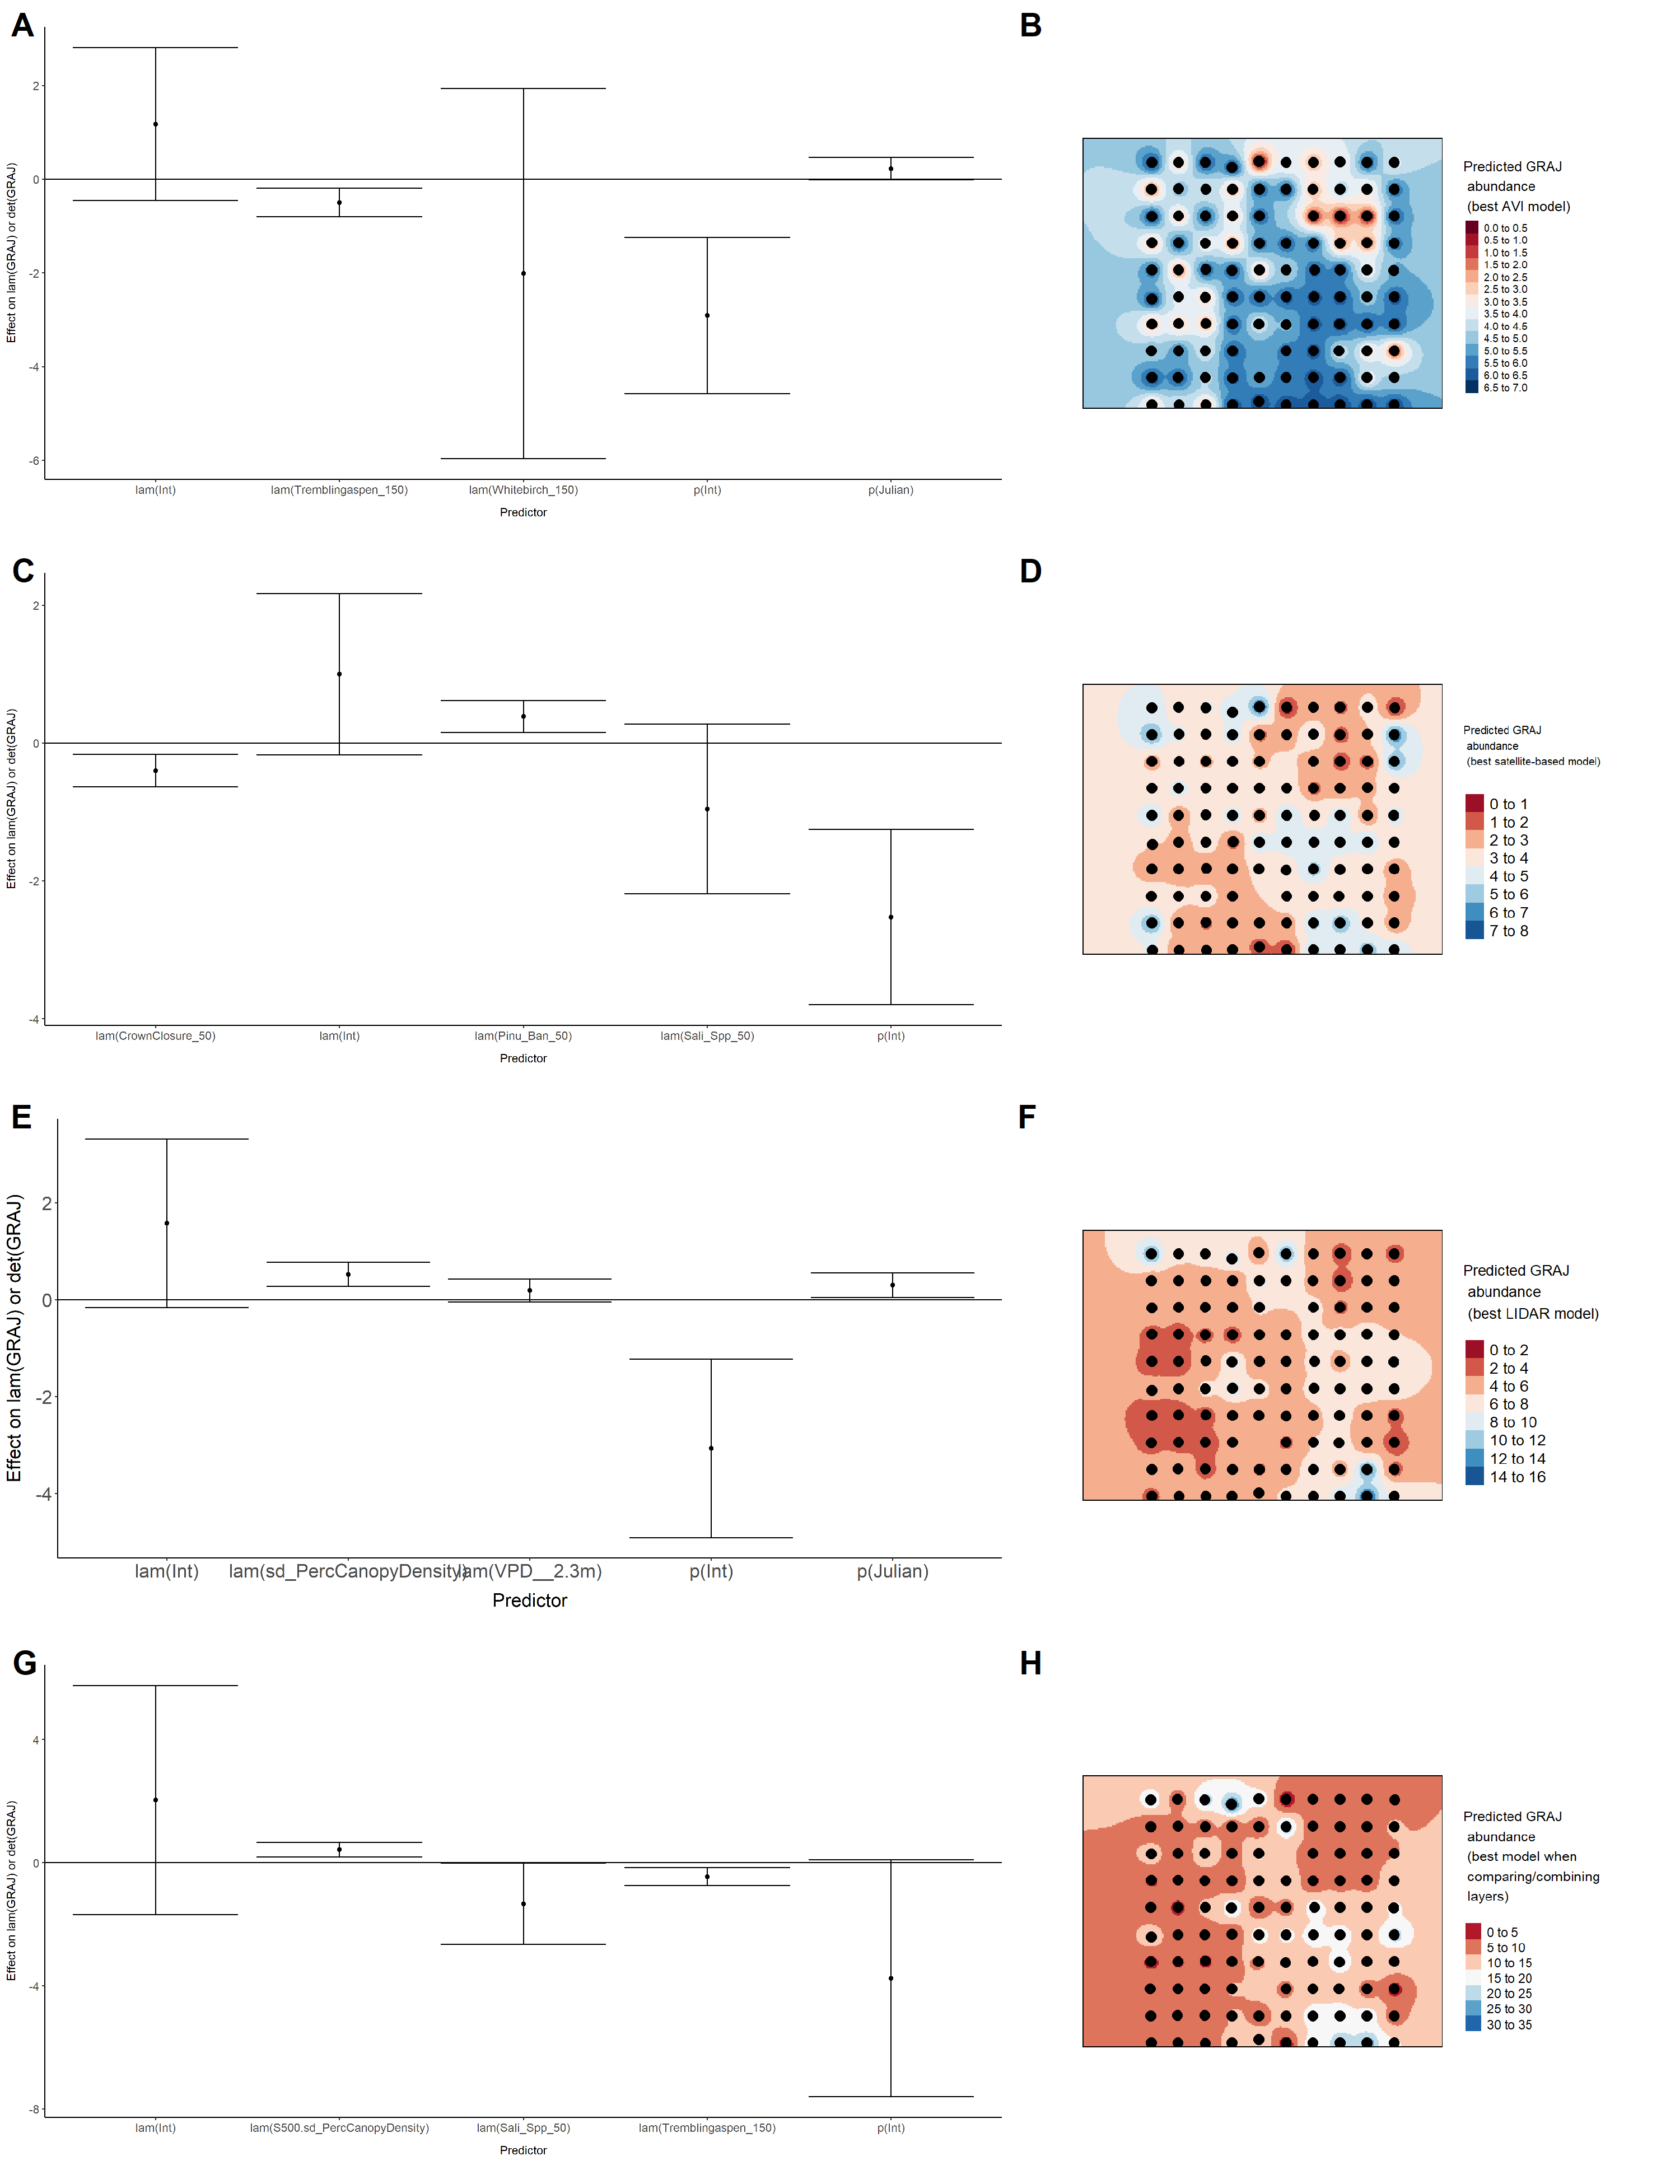 A
B
Effect on lam(GRAJ) or det(GRAJ)
2
0
-2
-4
-6
lam(Int)
lam(Tremblingaspen_150)
lam(Whitebirch_150)
p(Int)
p(Julian)
Predictor
Predicted GRAJ
abundance
(best AVI model)
0.0 to 0.5
0.5 to 1.0
1.0 to 1.5
1.5 to 2.0
2.0 to 2.5
2.5 to 3.0
3.0 to 3.5
3.5 to 4.0
4.0 to 4.5
4.5 to 5.0
5.0 to 5.5
5.5 to 6.0
6.0 to 6.5
6.5 to 7.0
C
D
Effect on lam(GRAJ) or det(GRAJ)
2
0
-2
-4
lam(CrownClosure_50)
lam(Int)
lam(Pinu_Ban_50)
lam(Sali_Spp_50)
p(Int)
Predictor
Predicted GRAJ
abundance
(best satellite-based model)
0 to 1
1 to 2
2 to 3
3 to 4
4 to 5
5 to 6
6 to 7
7 to 8
E
F
Effect on lam(GRAJ) or det(GRAJ)
2
0
-2
-4
lam(Int)
lam(sd_PercCanopyDensity)
lam(VPD__2.3m)
p(Int)
p(Julian)
Predictor
Predicted GRAJ
abundance
(best LIDAR model)
0 to 2
2 to 4
4 to 6
6 to 8
8 to 10
10 to 12
12 to 14
14 to 16
G
H
Effect on lam(GRAJ) or det(GRAJ)
4
0
-4
-8
lam(Int)
lam(S500.sd_PercCanopyDensity)
lam(Sali_Spp_50)
lam(Tremblingaspen_150)
p(Int)
Predictor
Predicted GRAJ
abundance
(best model when
comparing/combining
layers)
0 to 5
5 to 10
10 to 15
15 to 20
20 to 25
25 to 30
30 to 35